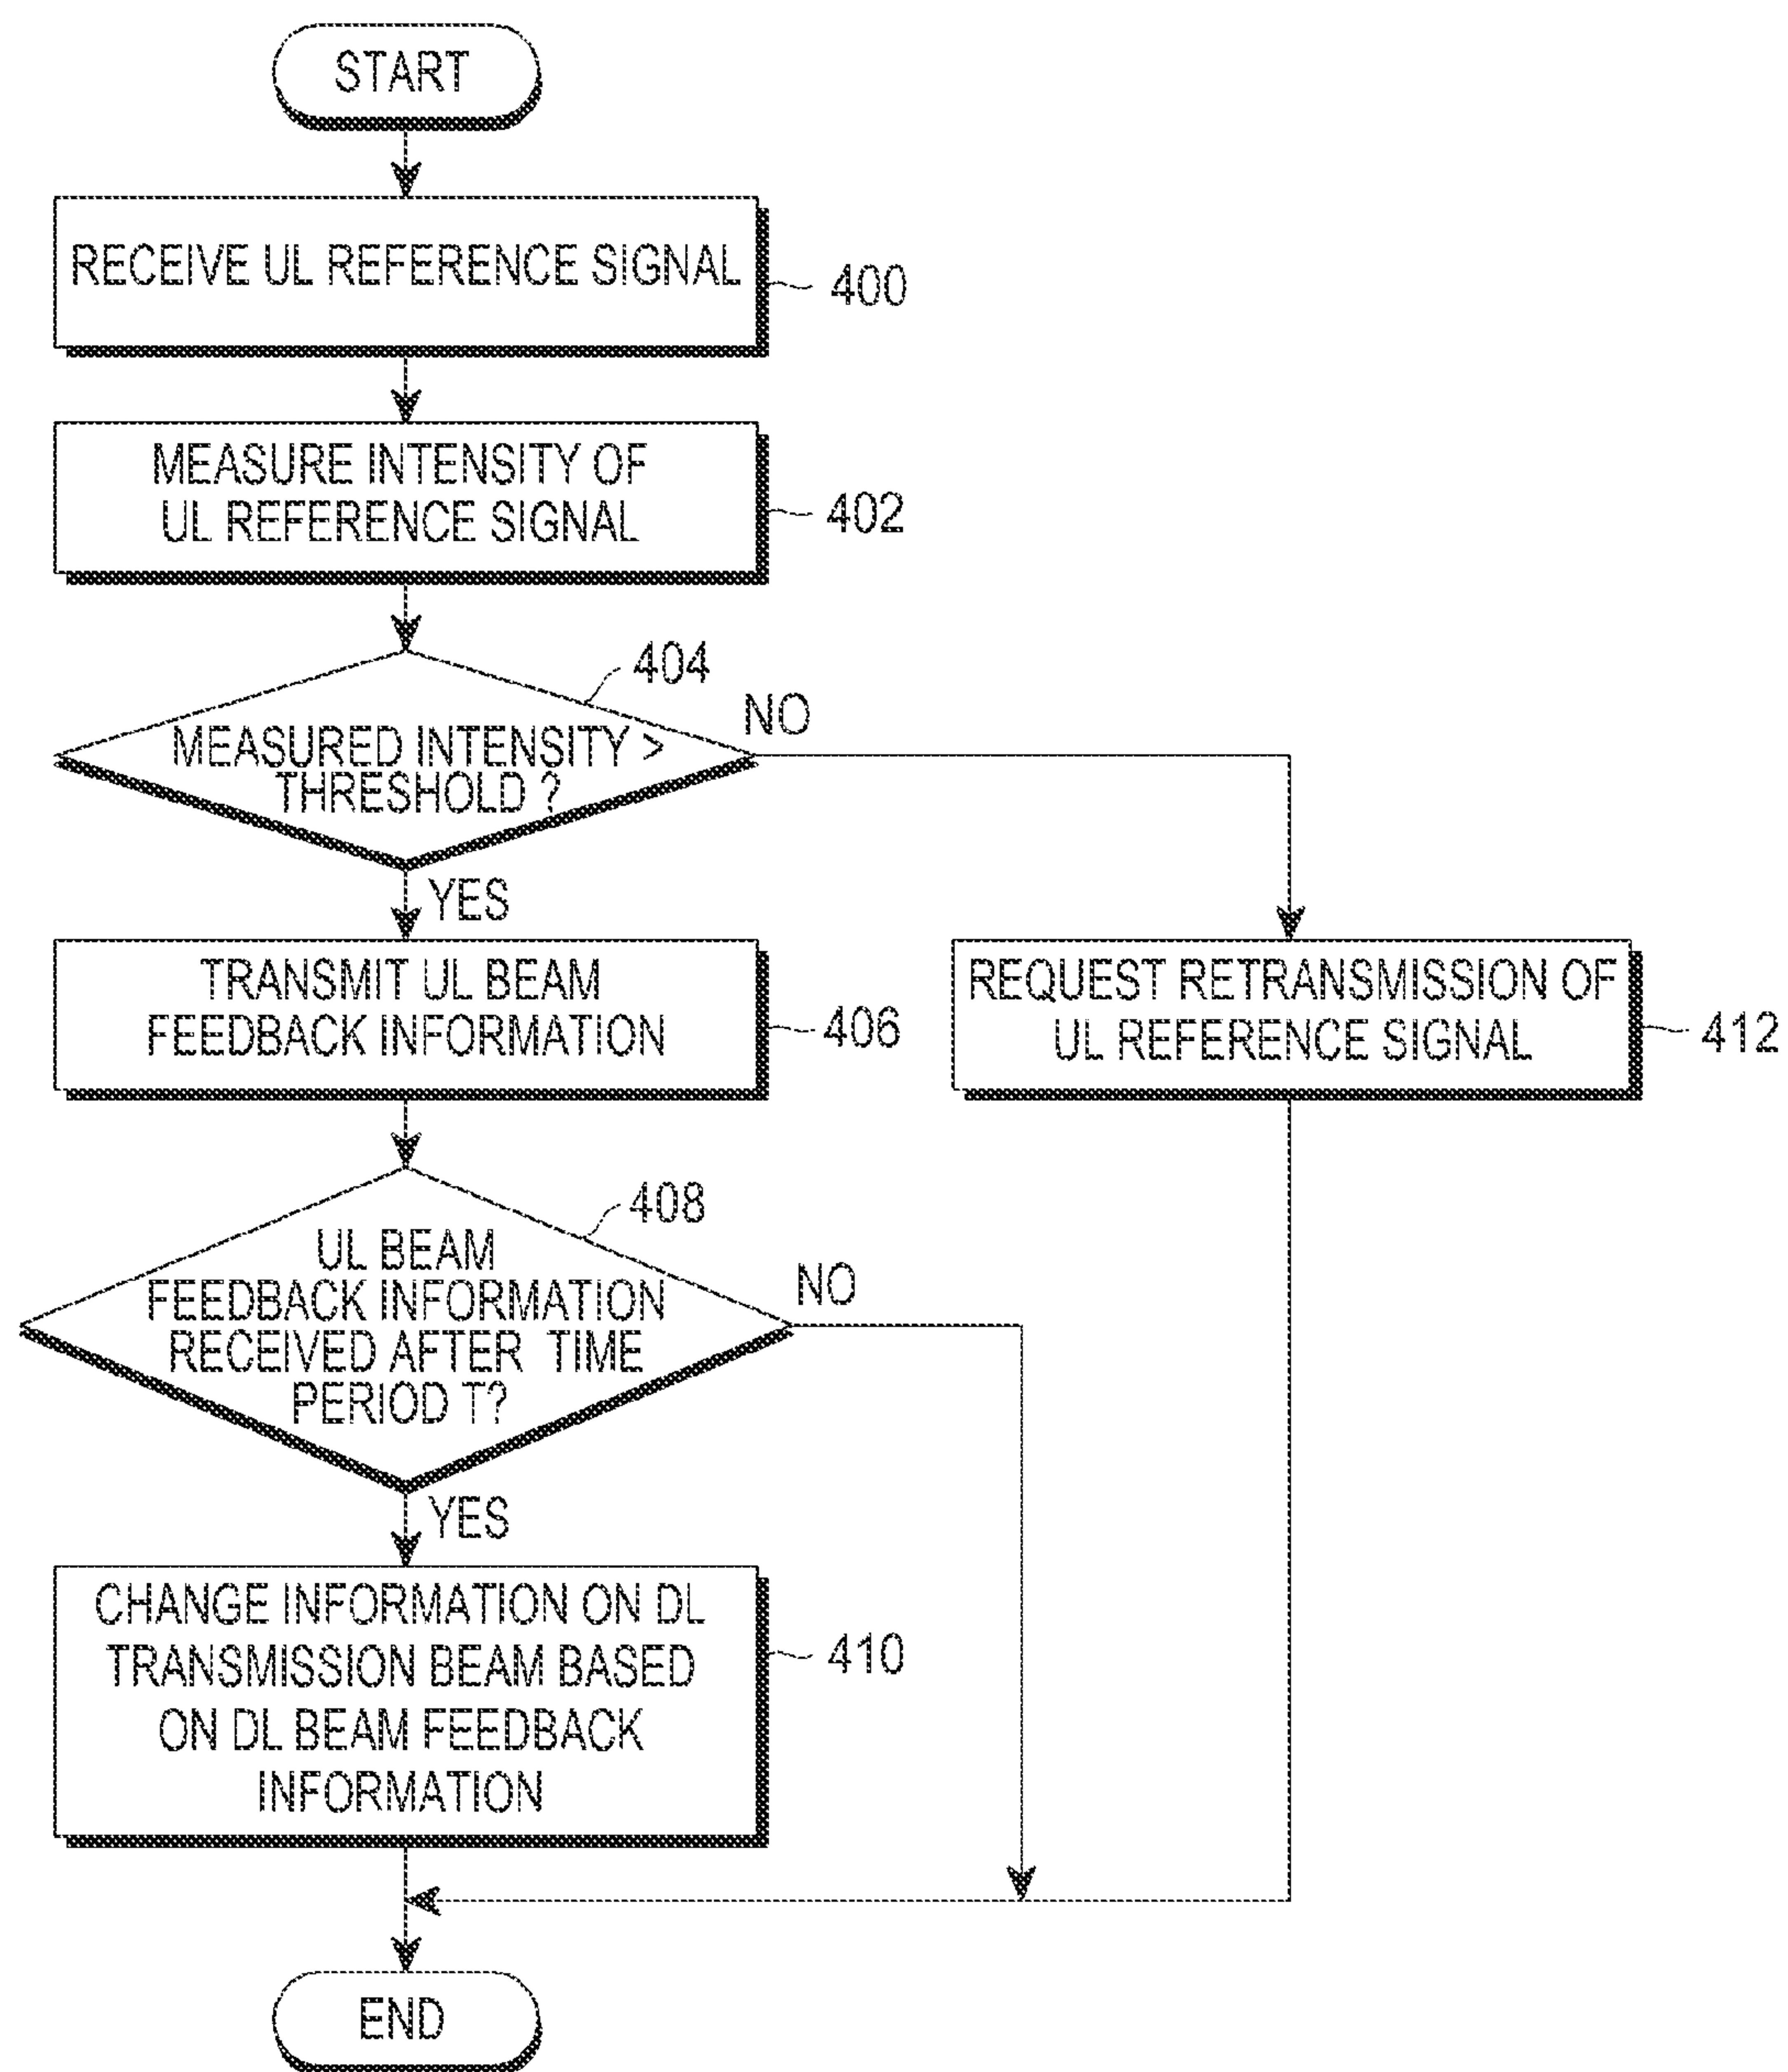 START
RECEIVE UL REFERENCE SIGNAL
400
MEASURE INTENSITY OF
UL REFERENCE SIGNAL
402
404
NO
MEASURED INTENSITY >
THRESHOLD ?
YES
TRANSMIT UL BEAM
FEEDBACK INFORMATION
406
REQUEST RETRANSMISSION OF
UL REFERENCE SIGNAL
412
408
UL BEAM
FEEDBACK INFORMATION
RECEIVED AFTER TIME
PERIOD T?
NO
YES
CHANGE INFORMATION ON DL
TRANSMISSION BEAM BASED
ON DL BEAM FEEDBACK
INFORMATION
410
END